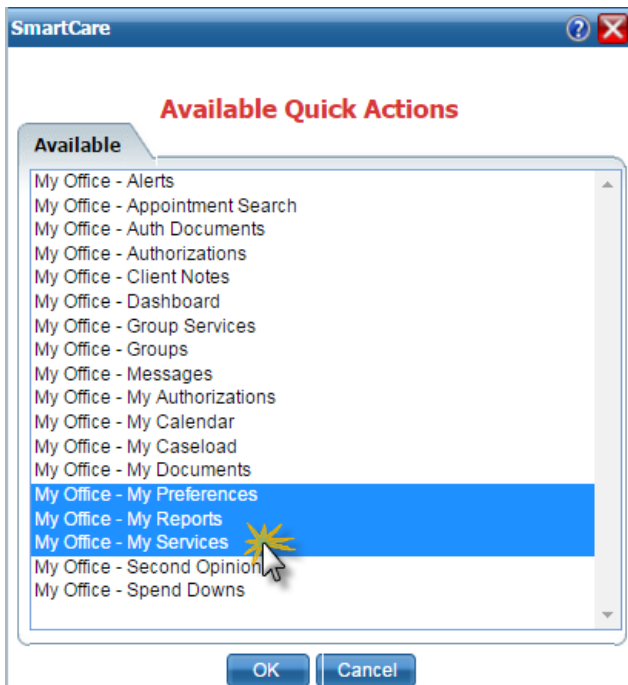 SmartCare
Available Quick Actions
Available
My Office - Alerts
My Office - Appointment Search
My Office - Auth Documents
My Office - Authorizations
My Office - Client Notes
My Office - Dashboard
My Office - Group Services
My Office - Groups
My Office - Messages
My Office - My Authorizations
My Office - My Calendar
My Office - My Caseload
My Office - My Documents
My Office - My Preferences
My Office - My Reports
My Office - My Services
My Office - Second Opinion
My Office - Spend Downs
OK Cancel